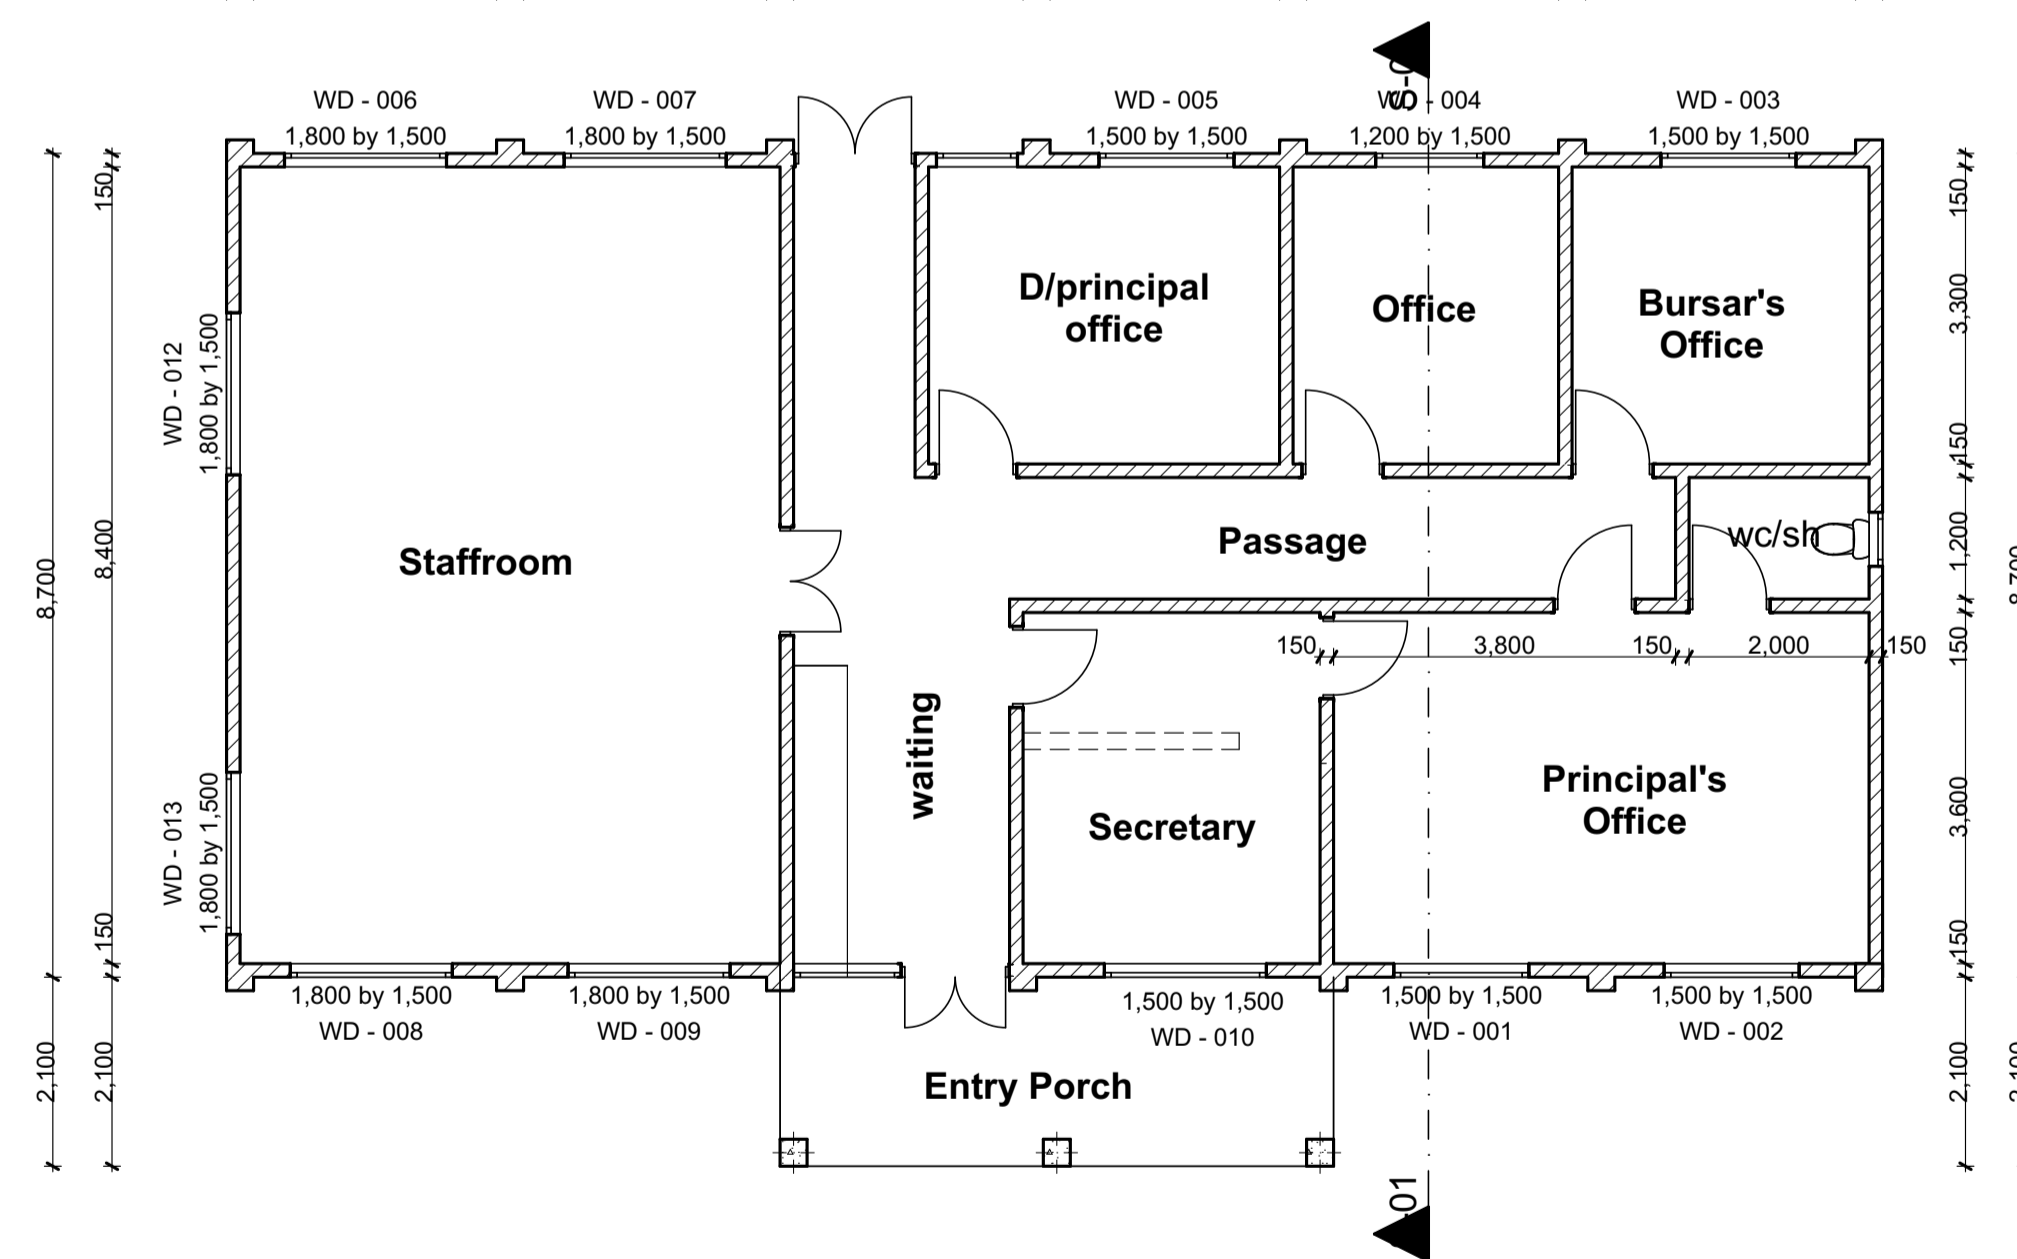 WD - 006
WD - 007
WD - 005
WD - 004
WD - 003
1,800 by 1,500
1,800 by 1,500
1,500 by 1,500
1,200 by 1,500
1,500 by 1,500
150
8,400
150
2,100
8,700
2,100
WD - 012
1,800 by 1,500
WD - 013
1,800 by 1,500
D/principal
office
Office
Bursar's
Office
Staffroom
Passage
wc/sh
150
3,800
150
2,000
150
waiting
Secretary
Principal's
Office
150
3,300
150
1,200
150
3,600
150
2,100
1,800 by 1,500
WD - 008
1,800 by 1,500
WD - 009
1,500 by 1,500
WD - 010
1,500 by 1,500
WD - 001
1,500 by 1,500
WD - 002
Entry Porch